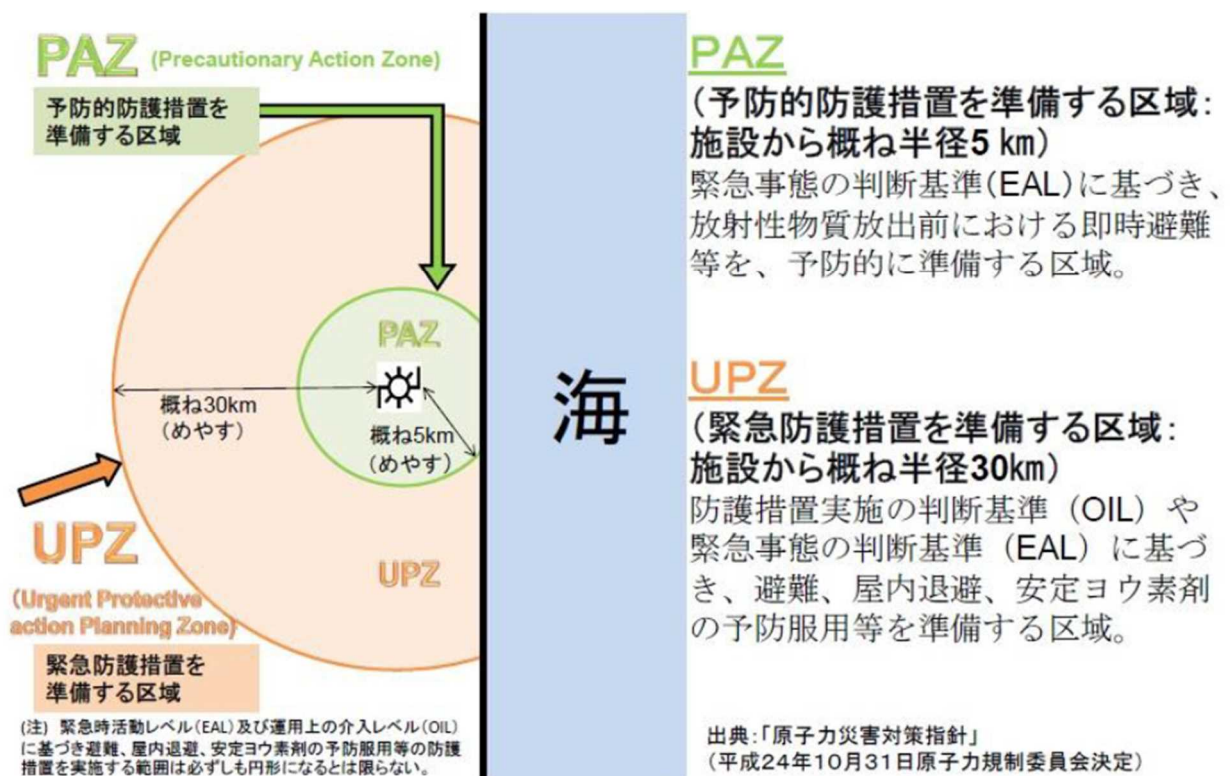 PAZ (Precautionary Action Zone)
予防的防護措置を
準備する区域
PAZ
概ね30km
(めやす)
概ね5km
(めやす)
UPZ
(Urgent Protective
action Planning Zone)
UPZ
緊急防護措置を
準備する区域
(注) 緊急時活動レベル(EAL)及び運用上の介入レベル(OIL)
に基づき避難、屋内退避、安定ヨウ素剤の予防服用等の防護
措置を実施する範囲は必ずしも円形になるとは限らない。
海
PAZ
(予防的防護措置を準備する区域:
施設から概ね半径5 km)
緊急事態の判断基準(EAL)に基づき、
放射性物質放出前における即時避難
等を、予防的に準備する区域。
UPZ
(緊急防護措置を準備する区域:
施設から概ね半径30km)
防護措置実施の判断基準(OIL)や
緊急事態の判断基準(EAL)に基づ
き、避難、屋内退避、安定ヨウ素剤
の予防服用等を準備する区域。
出典:「原子力災害対策指針」
(平成24年10月31日原子力規制委員会決定)